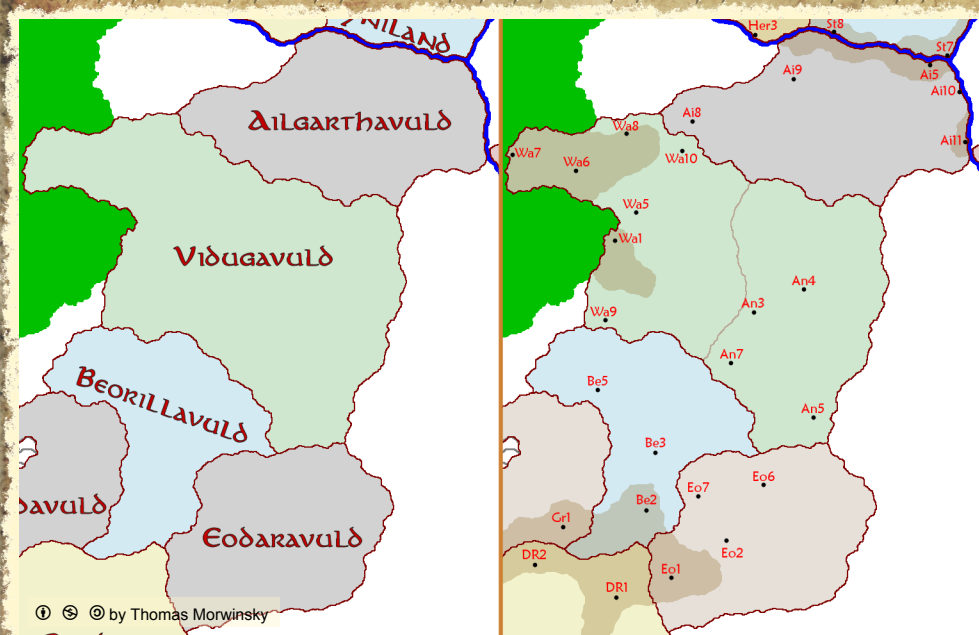 AILGARTHAVULD
VIDUGAVULD
BEORILLAVULD
DAVULD
EODARAVULD
by Thomas Morwinsky
Her3
St8
St7
Ai9
Ai5
Ai10
Ai8
Ai11
Wa8
Wa7
Wa6
Wa10
Wa5
Wa1
An4
An3
Wa9
An7
Be5
An5
Be3
Eo6
Eo7
Be2
Gr1
Eo2
DR2
Eo1
DR1